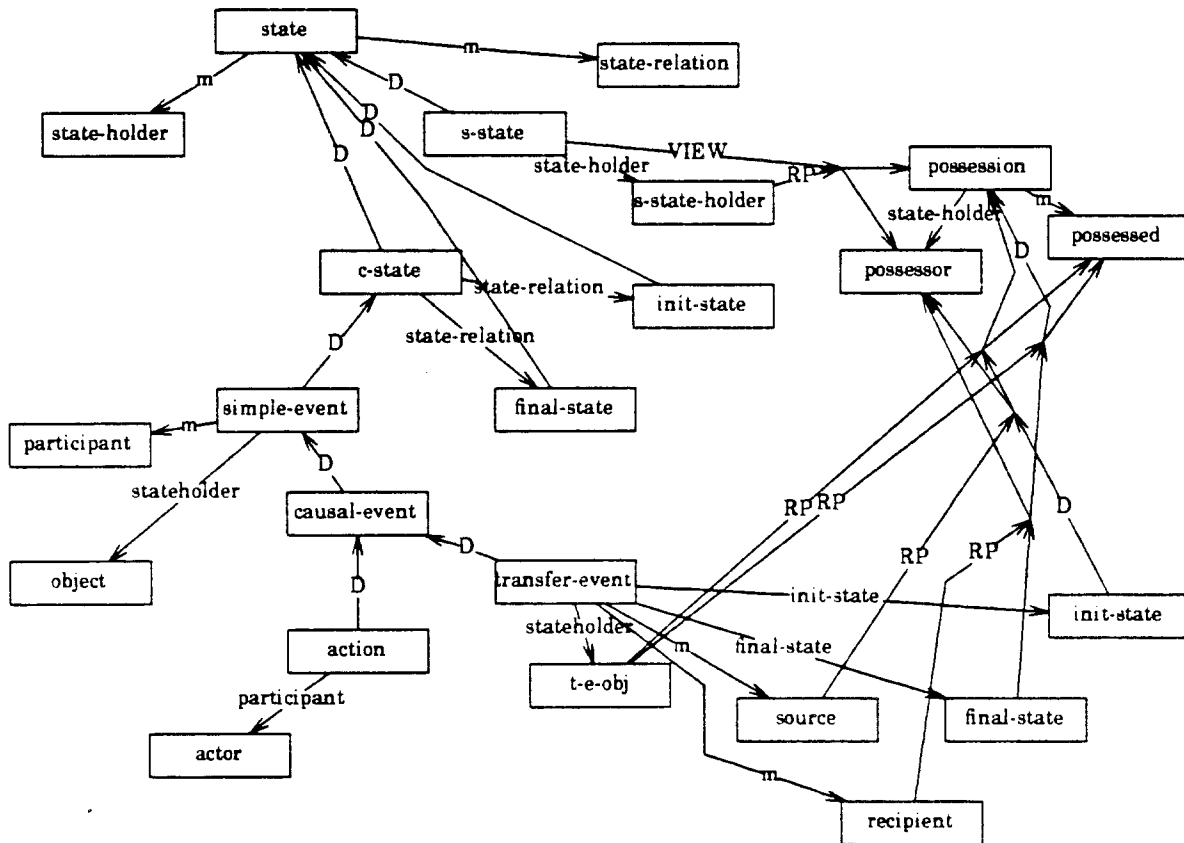 state
m
state-relation
m
D
D
state-holder
s-state
D
VIEW
D
state-holder
RP
possession
s-state-holder
m
state-holder
possessed
D
c-state
possessor
state-relation
init-state
state-relation
D
simple-event
final-state
participant
m
D
stateholder
causal-event
RP
RP
D
D
RP
RP
object
D
transfer-event
init-state
init-state
stateholder
action
m
final-state
t-e-obj
participant
source
final-state
actor
m
recipient